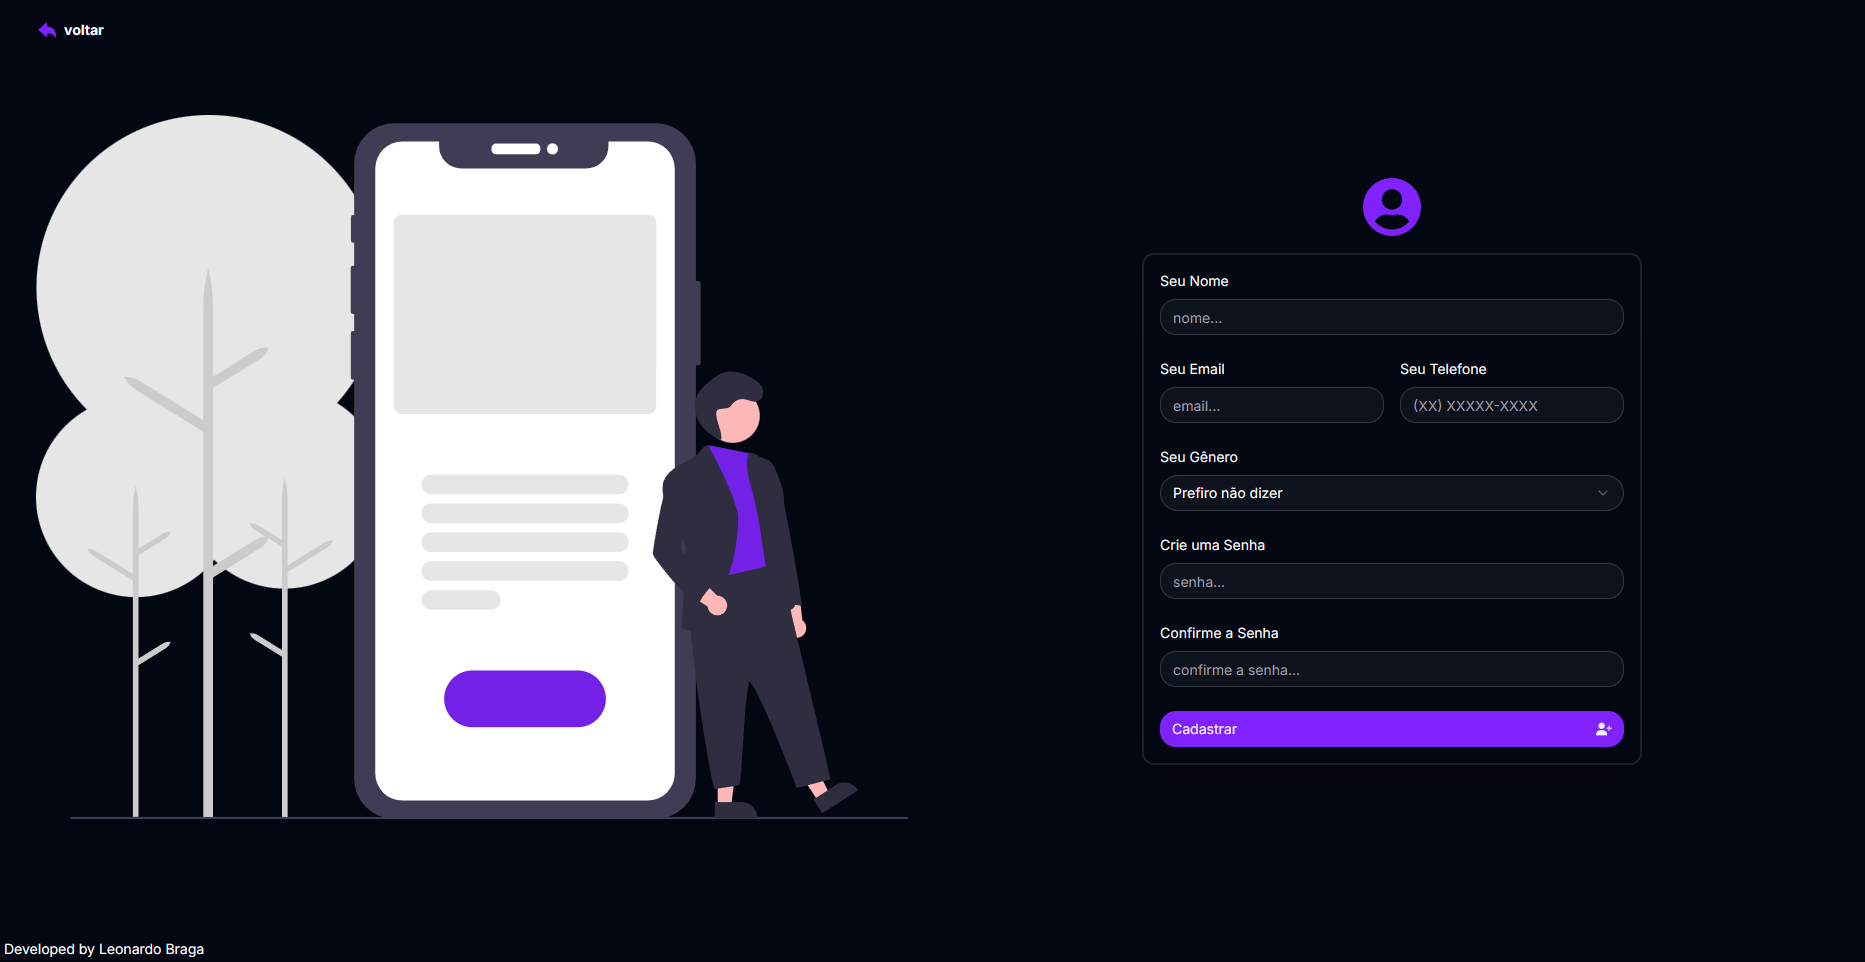 voltar
Seu Nome
nome...
Seu Email
Seu Telefone
email...
(XX) XXXXX-XXXX
Seu Gênero
Prefiro não dizer
Crie uma Senha
senha...
Confirme a Senha
confirme a senha...
Cadastrar
Developed by Leonardo Braga